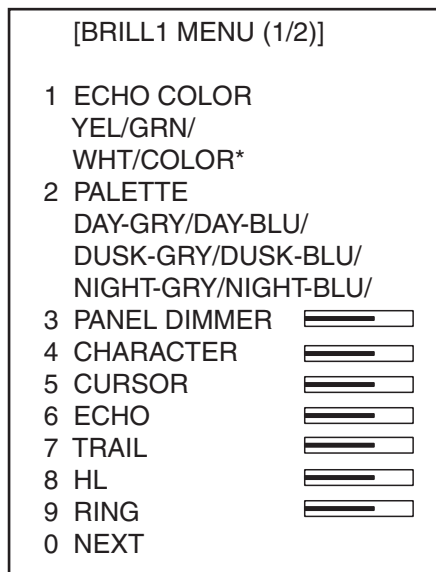 [BRILL1 MENU (1/2)]
1 ECHO COLOR
YEL/GRN/
WHT/COLOR*
2 PALETTE
DAY-GRY/DAY-BLU/
DUSK-GRY/DUSK-BLU/
NIGHT-GRY/NIGHT-BLU/
3 PANEL DIMMER
4 CHARACTER
5 CURSOR
6 ECHO
7 TRAIL
8 HL
9 RING
0 NEXT